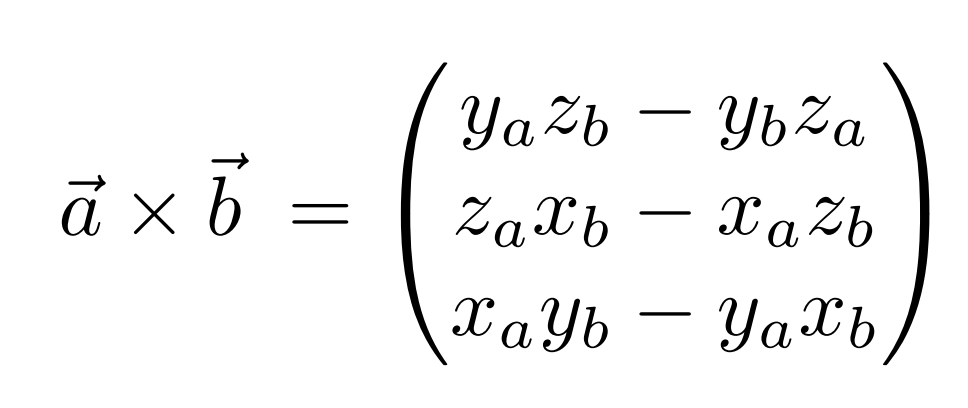 $\vec{a} \times \vec{b} = \begin{pmatrix} y_a z_b - y_b z_a \\ z_a x_b - x_a z_b \\ x_a y_b - y_a x_b \end{pmatrix}$